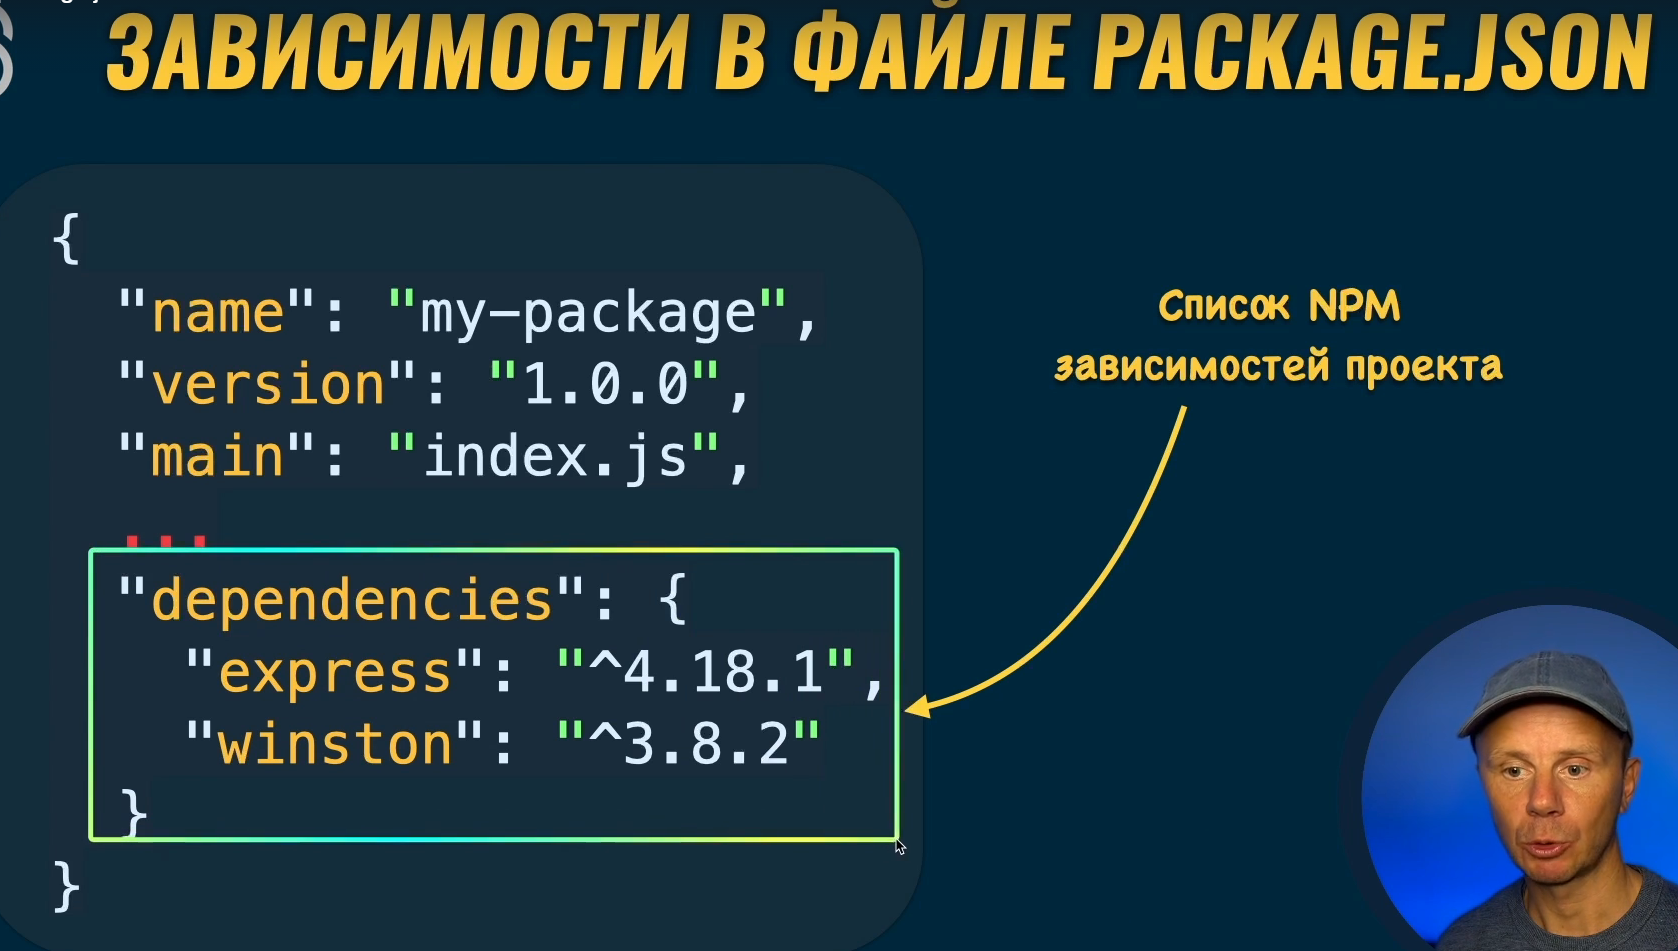 ЗАВИСИМОСТИ В ФАЙЛЕ PACKAGE.JSON
{
"name": "my-package",
"version": "1.0.0",
"main": "index.js",
...
"dependencies": {
"express": "^4.18.1",
"winston": "^3.8.2"
}
}
Список NPM
зависимостей проекта